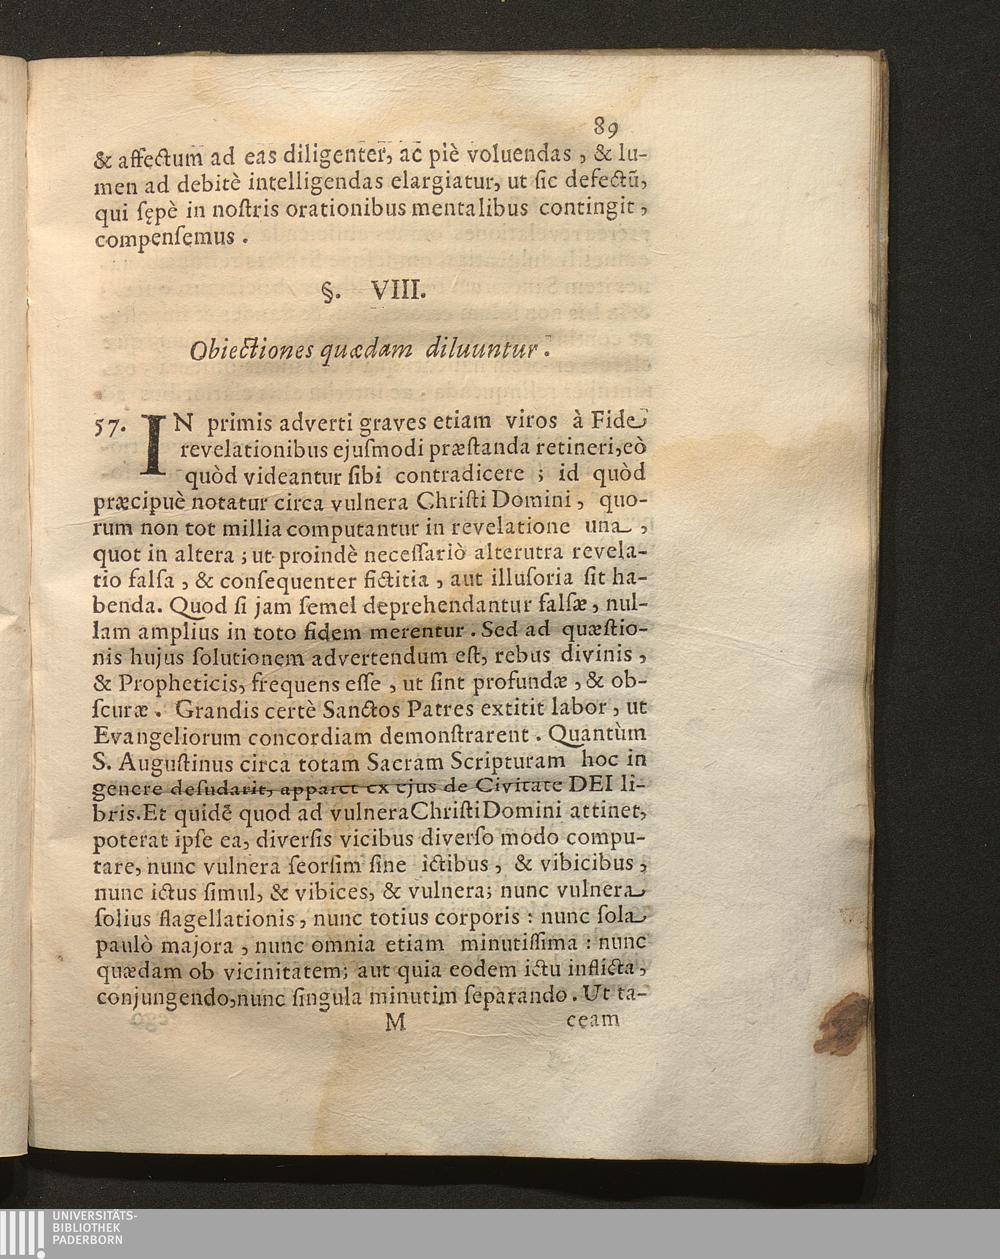 89
& affectum ad eas diligenter, ac piè voluendas , & lu-
men ad debitè intelligendas elargiatur, ut ſic defectũ,
qui ſępè in noſtris orationibus mentalibus contingit ,
compenſemus .
§. VIII.
Obiectiones quædam diluuntur .
57. IN primis adverti graves etiam viros à Fide
revelationibus ejuſmodi præſtanda retineri, eò
quòd videantur ſibi contradicere ; id quòd
præcipuè notatur circa vulnera Chriſti Domini , quo-
rum non tot millia computantur in revelatione una ,
quot in altera ; ut proindè neceſſariò alterutra revela-
tio falſa , & conſequenter fictitia , aut illuſoria ſit ha-
benda. Quod ſi jam ſemel deprehendantur falſæ , nul-
lam amplius in toto fidem merentur . Sed ad quæſtio-
nis hujus ſolutionem advertendum eſt, rebus divinis ,
& Propheticis, frequens eſſe , ut ſint profundæ , & ob-
ſcuræ . Grandis certè Sanctos Patres extitit labor , ut
Evangeliorum concordiam demonſtrarent . Quantùm
S. Auguſtinus circa totam Sacram Scripturam hoc in
genere deſudarit, apparet ex ejus de Civitate DEI li-
bris. Et quidẽ quod ad vulnera Chriſti Domini attinet,
poterat ipſe ea, diverſis vicibus diverſo modo compu-
tare, nunc vulnera ſeorſim ſine ictibus , & vibicibus ,
nunc ictus ſimul, & vibices, & vulnera; nunc vulnera
ſolius flagellationis , nunc totius corporis : nunc ſola
paulò majora , nunc omnia etiam minutiſſima : nunc
quædam ob vicinitatem; aut quia eodem ictu inflicta ,
conjungendo, nunc ſingula minutim ſeparando . Ut ta-
M ceam
UNIVERSITÄTS-
BIBLIOTHEK
PADERBORN